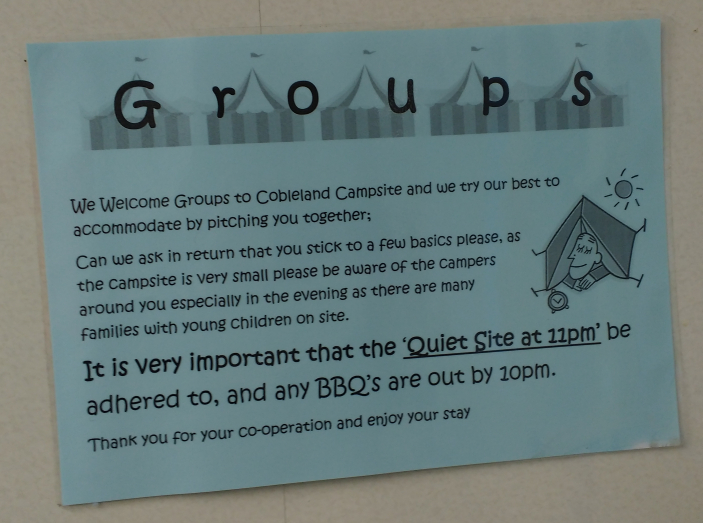 Groups
We Welcome Groups to Cobleland Campsite and we try our best to
accommodate by pitching you together;
Can we ask in return that you stick to a few basics please, as
the campsite is very small please be aware of the campers
around you especially in the evening as there are many
families with young children on site.
It is very important that the 'Quiet Site at 11pm' be
adhered to, and any BBQ's are out by 10pm.
Thank you for your co-operation and enjoy your stay